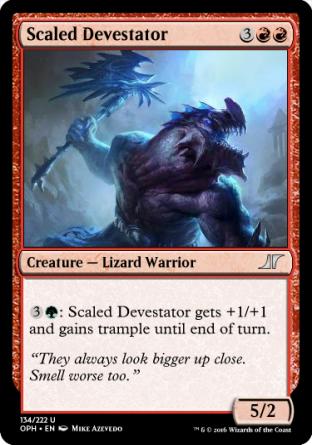 Scaled Devestator 3
Creature — Lizard Warrior
3 : Scaled Devestator gets +1/+1
and gains trample until end of turn.
“They always look bigger up close.
Smell worse too.”
5/2
134/222 U
OPH • EN Mike Azevedo ™ & © 2016 Wizards of the Coast